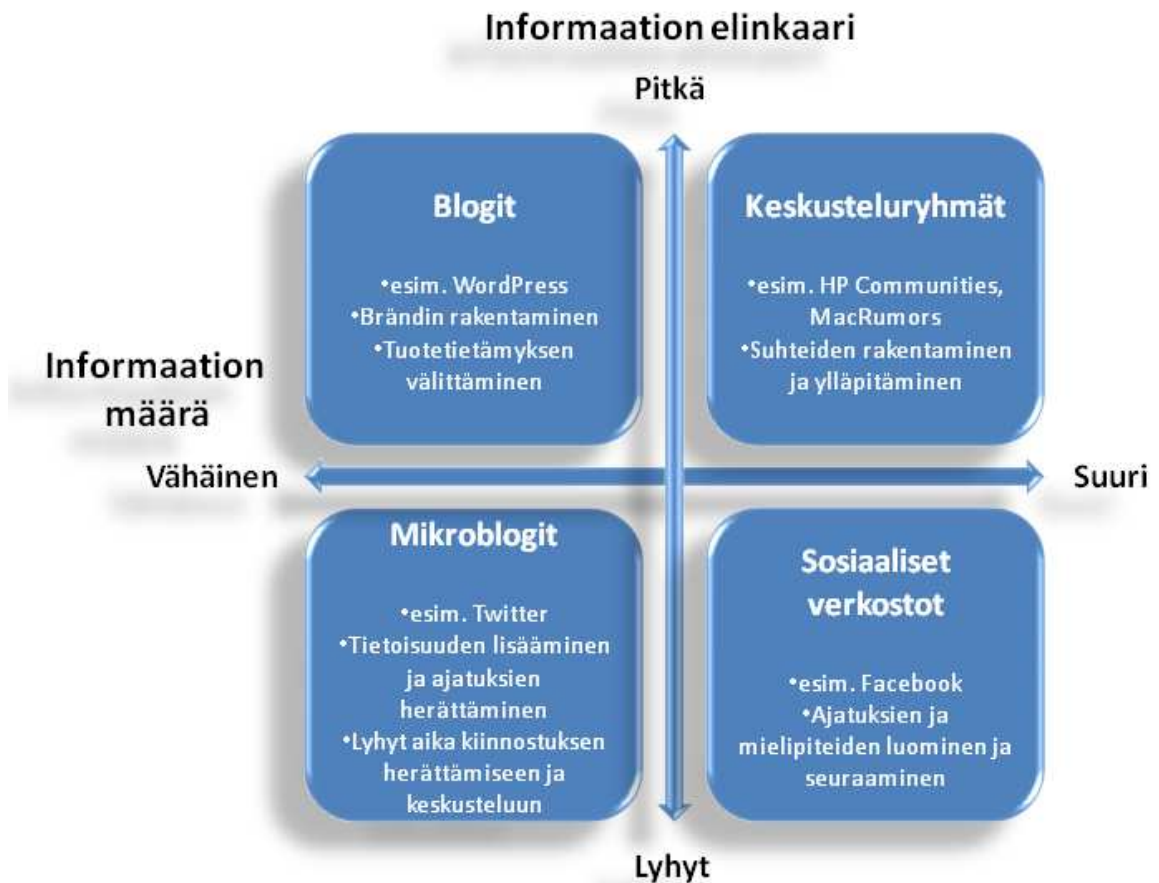 Informaation elinkaari
Pitkä
Blogit
•esim. WordPress
•Brändin rakentaminen
•Tuotetietämyksen
välittäminen
Keskusteluryhmät
•esim. HP Communities,
MacRumors
•Suhteiden rakentaminen
ja ylläpitäminen
Informaation
määrä
Vähäinen
Suuri
Mikroblogit
•esim. Twitter
•Tietoisuuden lisääminen
ja ajatuksien
herättäminen
•Lyhyt aika kiinnostuksen
herättämiseen ja
keskusteluun
Sosiaaliset
verkostot
•esim. Facebook
•Ajatuksien ja
mielipiteiden luominen ja
seuraaminen
Lyhyt